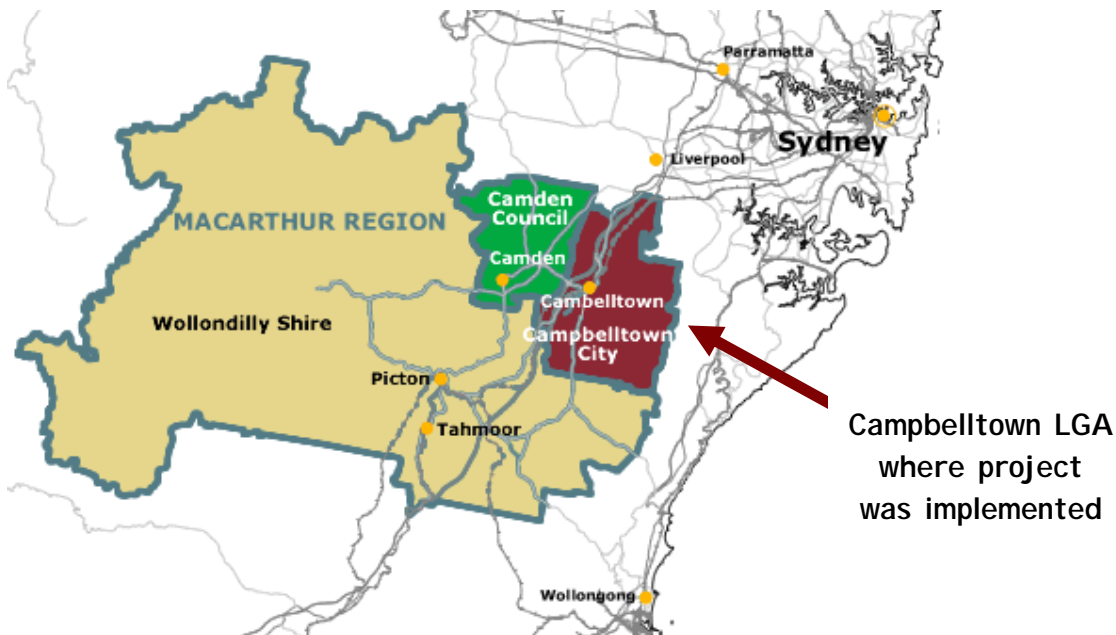 Parramatta
Sydney
Liverpool
Camden
Council
MACARTHUR REGION
Camden
Cambelltown
Wollondilly Shire
Campbelltown
City
Picton
Tahmoor
Campbelltown LGA
where project
was implemented
Wollongong